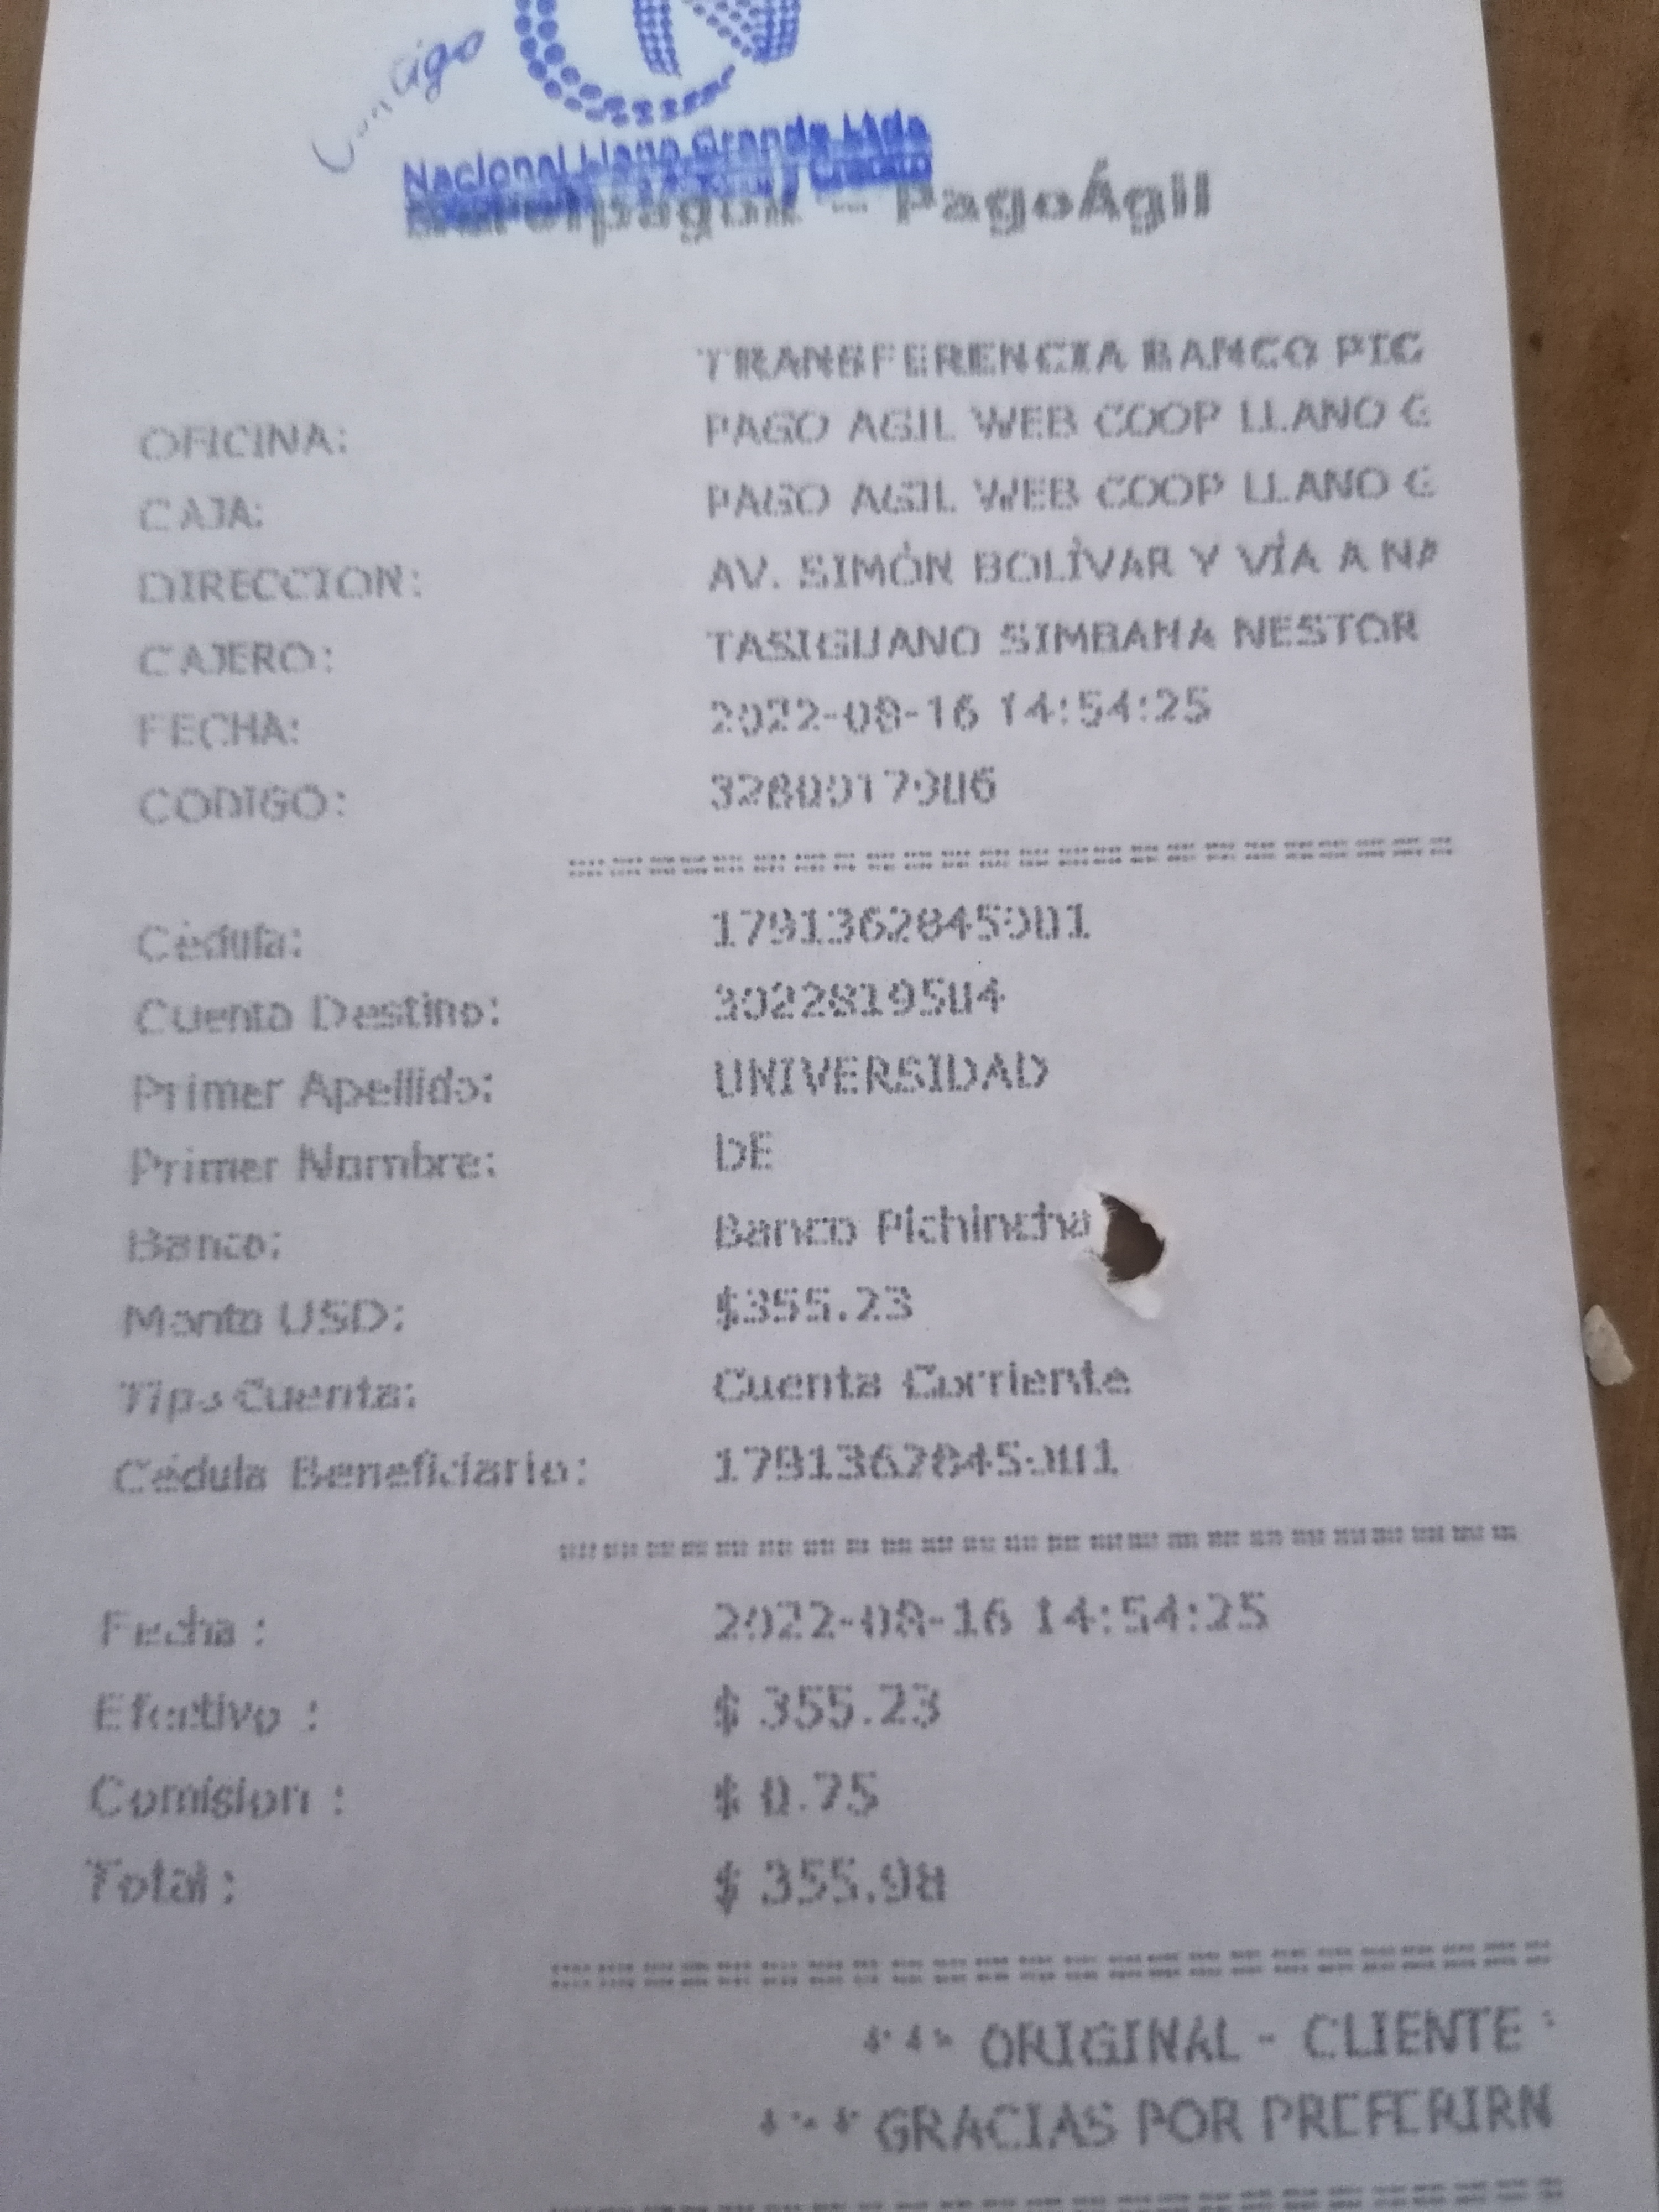 Contigo
Nacional Llano Grande Ltda
- PagoÁgil
TRANSFERENCIA BANCO PIC
OFICINA: PAGO AGIL WEB COOP LLANO G
CAJA: PAGO AGIL WEB COOP LLANO G
DIRECCION: AV. SIMÓN BOLÍVAR Y VÍA A NA
CAJERO: TASIGUANO SIMBANA NESTOR
FECHA: 2022-08-16 14:54:25
CODIGO: 3280017906
Cédula: 1791362845001
Cuenta Destino: 3022819504
Primer Apellido: UNIVERSIDAD
Primer Nombre: DE
Banco: Banco Pichincha
Monto USD: $355.23
Tipo Cuenta: Cuenta Corriente
Cédula Beneficiario: 1791362845001
Fecha : 2022-08-16 14:54:25
Efectivo : $ 355.23
Comision : $ 0.75
Total : $ 355.98
*** ORIGINAL - CLIENTE *
*** GRACIAS POR PREFERIRN